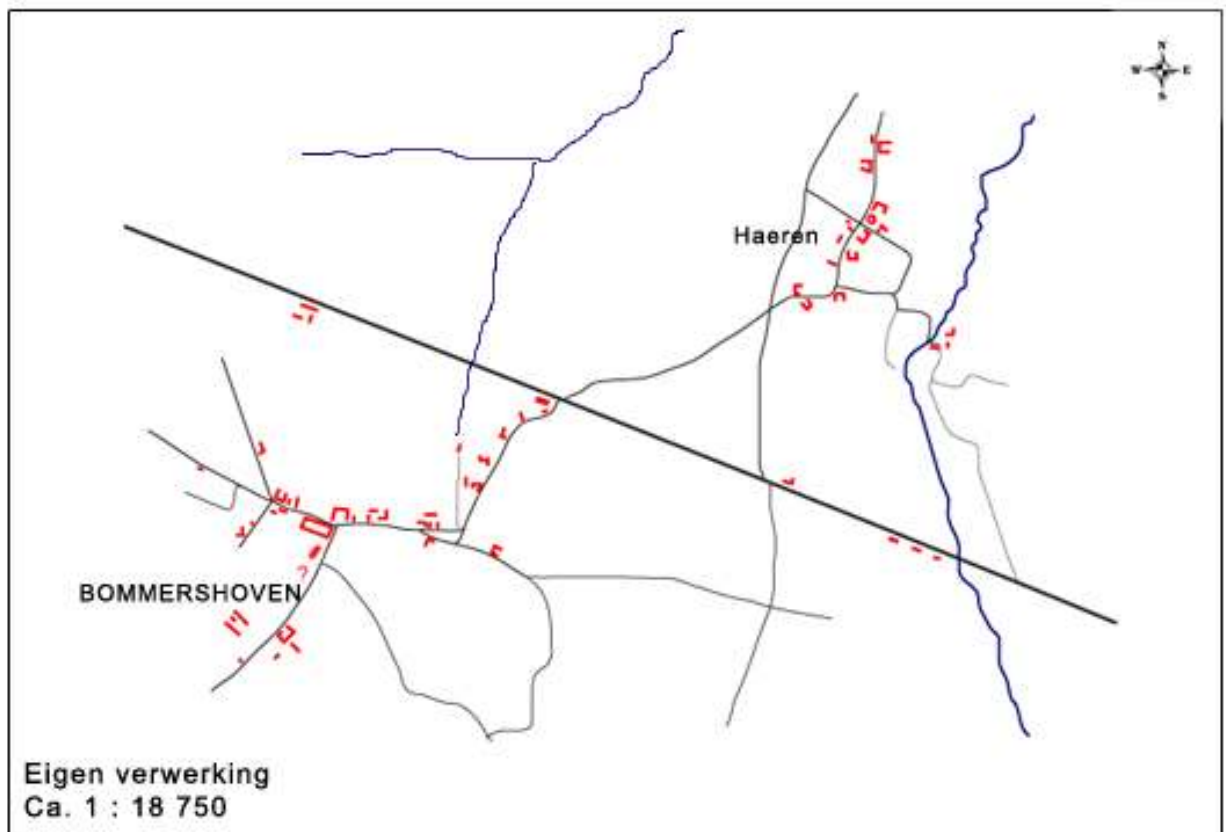 N
W E
S
Haeren
BOMMERSHOVEN
Eigen verwerking
Ca. 1 : 18 750